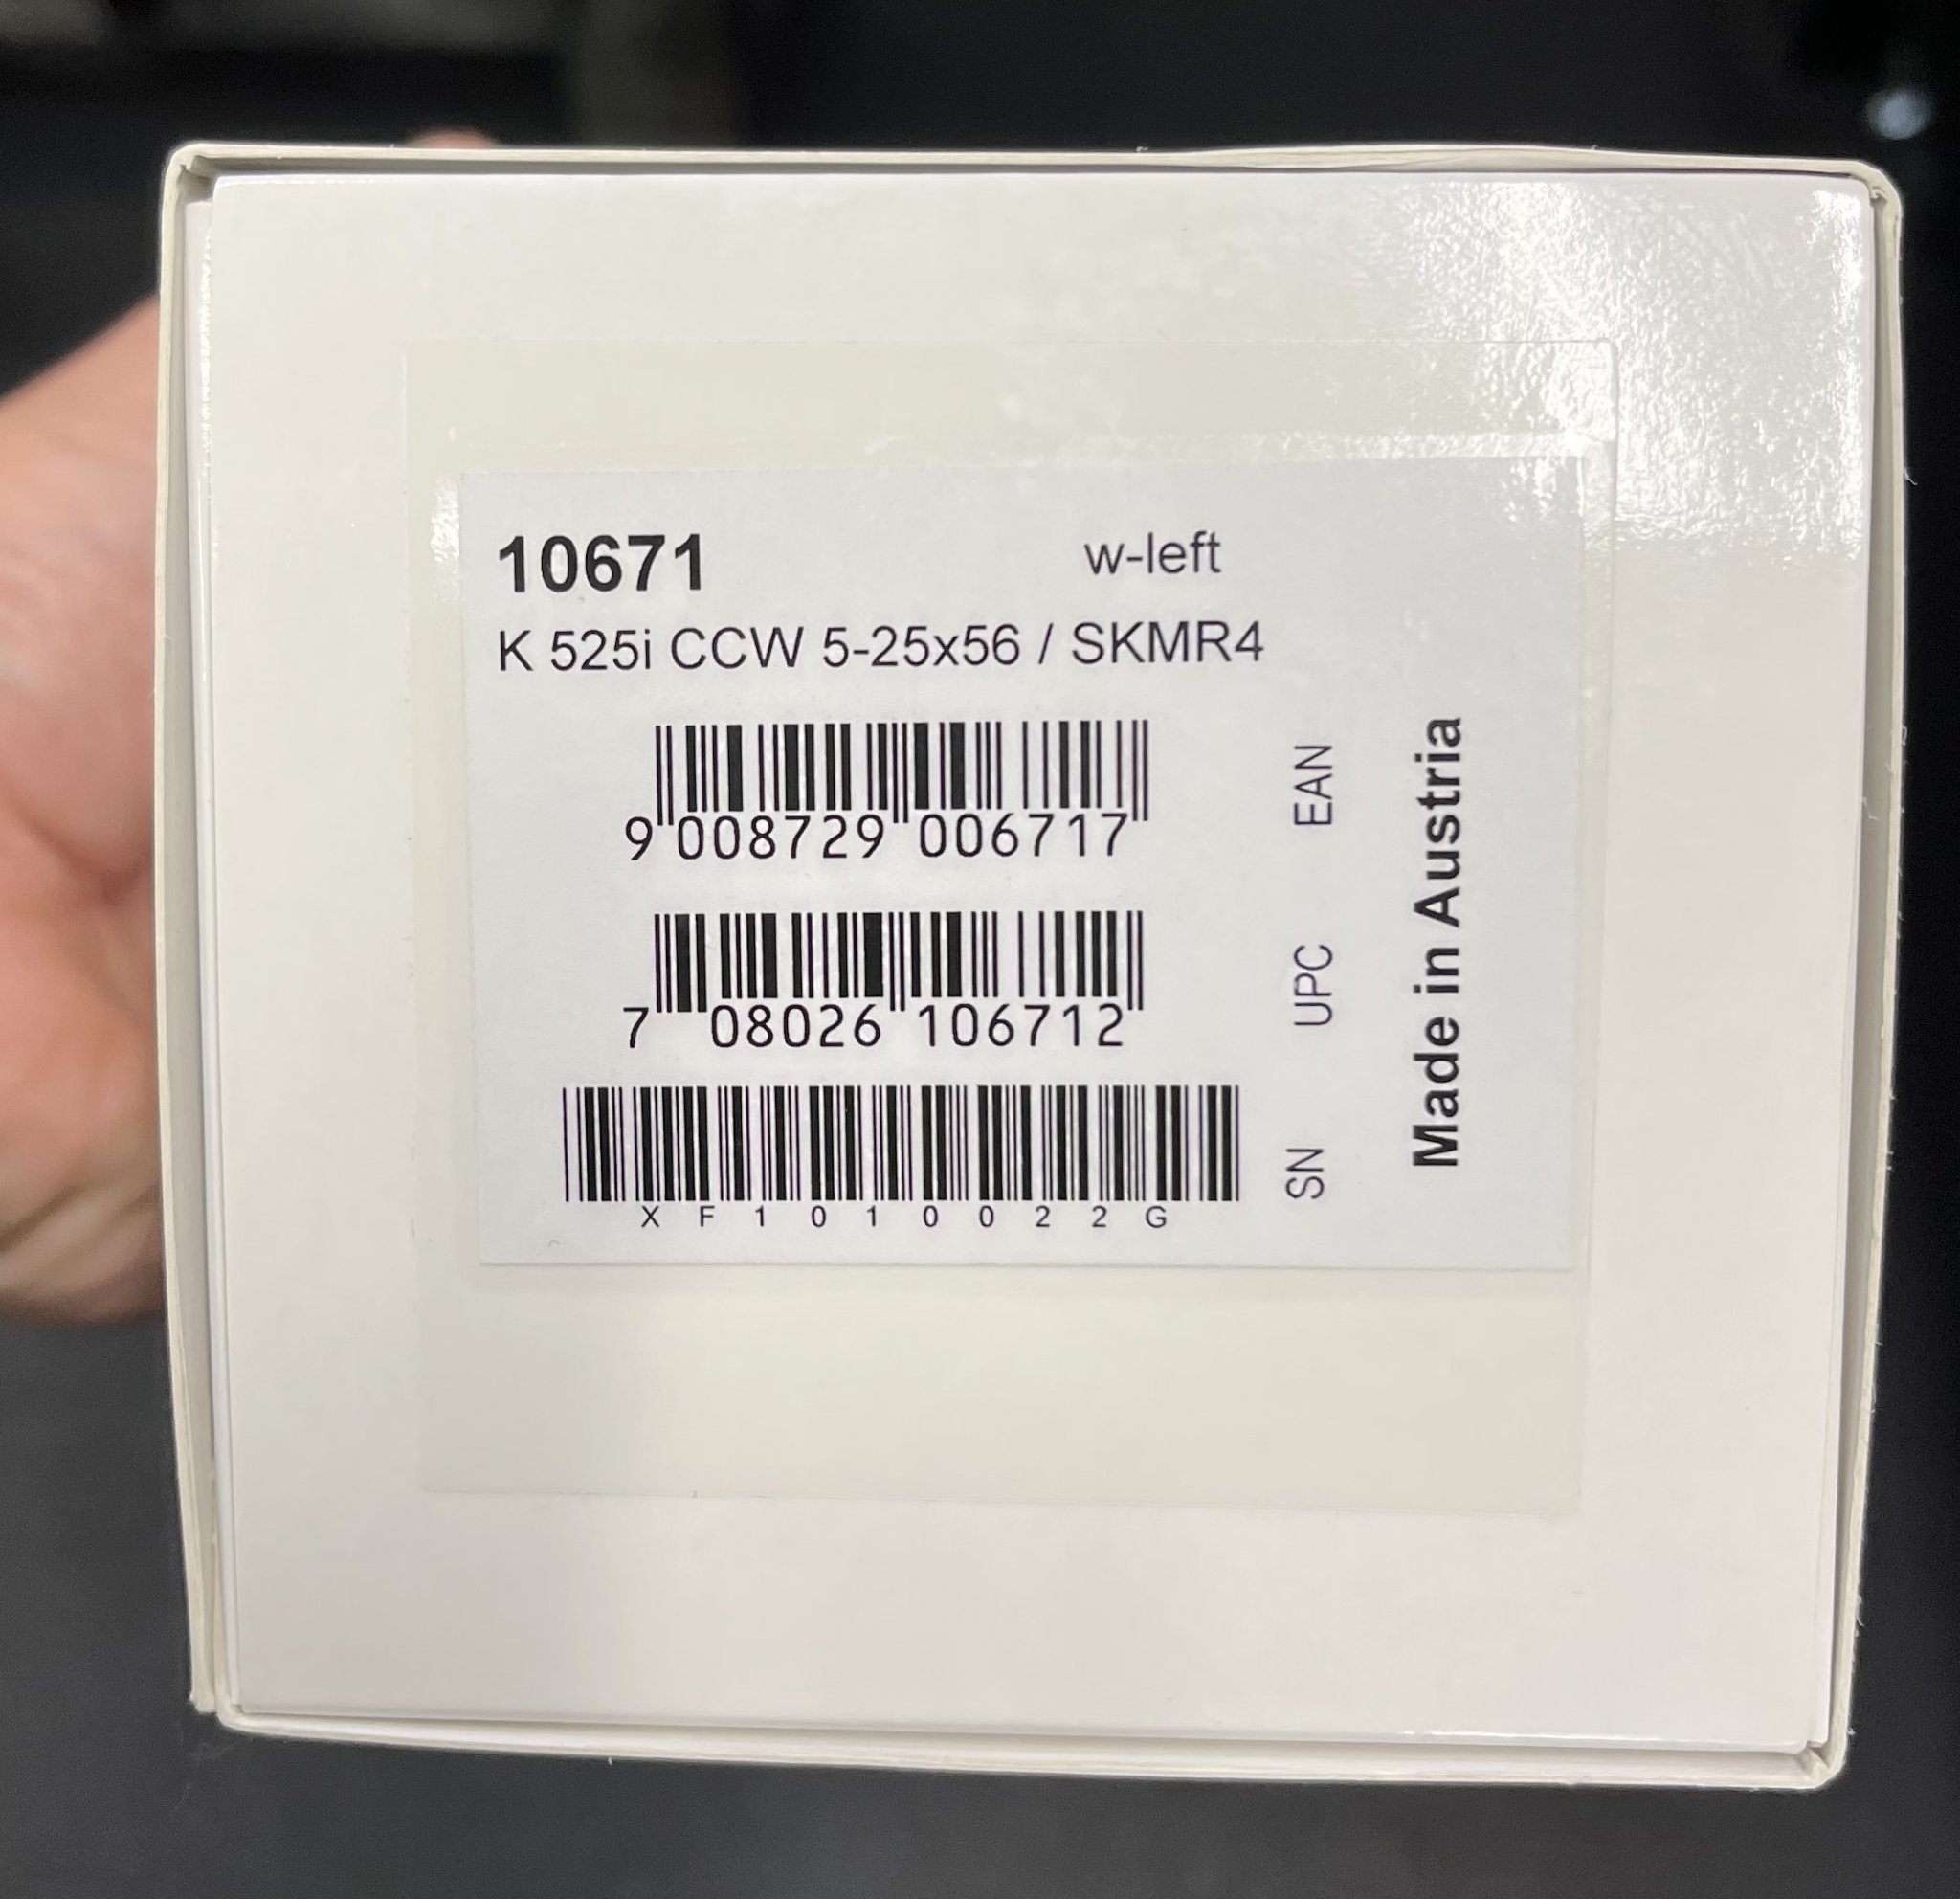 10671 w-left
K 525i CCW 5-25x56 / SKMR4
9 008729 006717 EAN
7 08026 106712 UPC
XF1010022G SN
Made in Austria